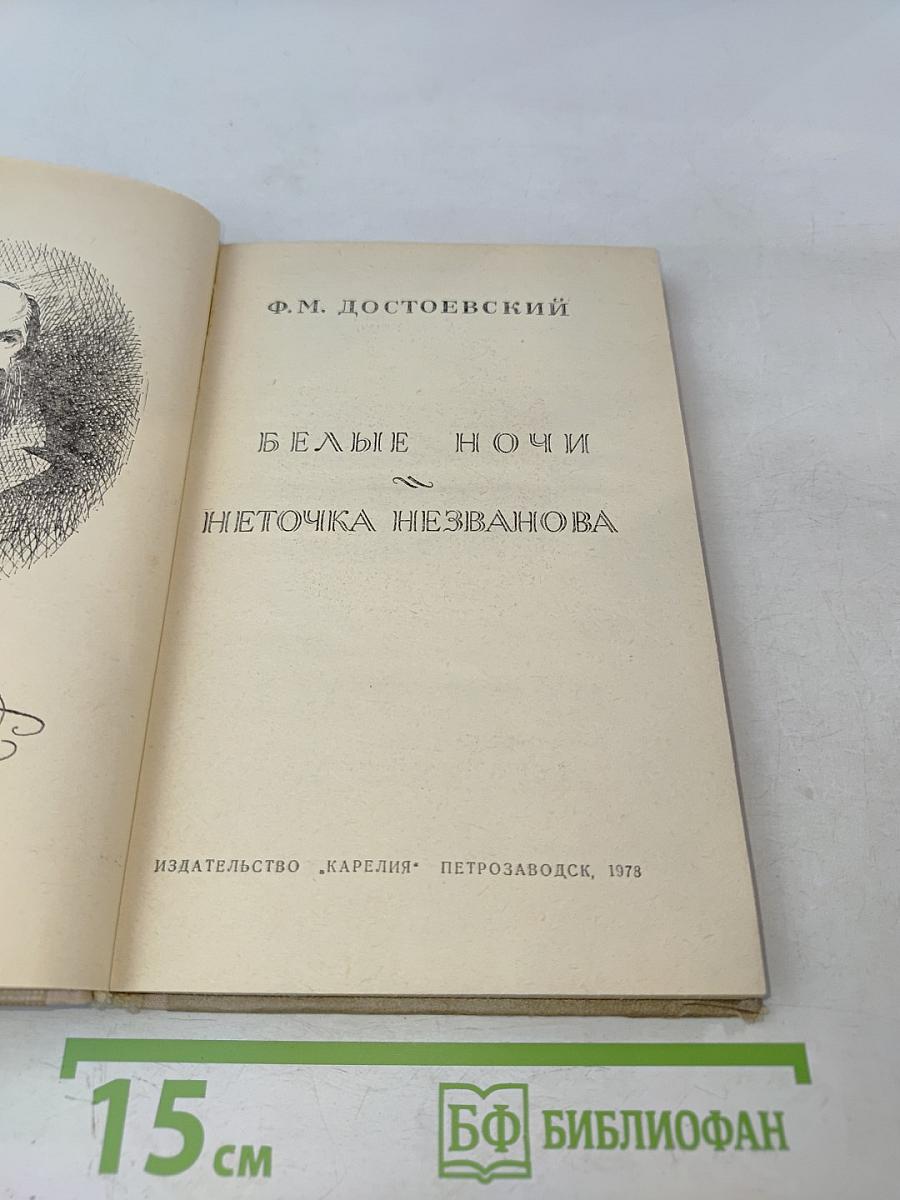 Ф.М. ДОСТОЕВСКИЙ
БЕЛЫЕ НОЧИ
НЕТОЧКА НЕЗВАНОВА
ИЗДАТЕЛЬСТВО „КАРЕЛИЯ“ ПЕТРОЗАВОДСК, 1978
15 см
БФ БИБЛИОФАН